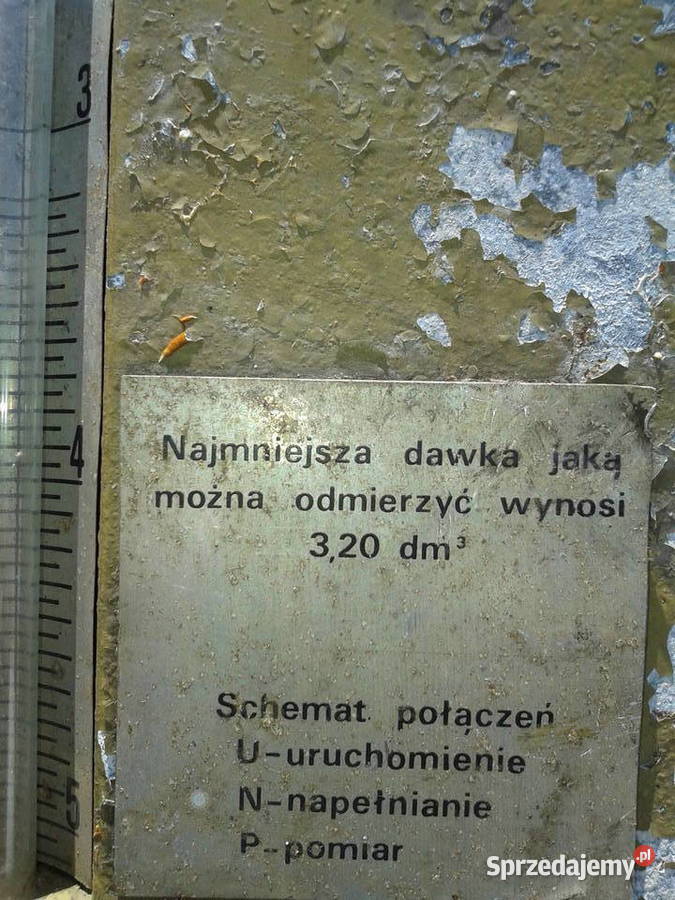 3
4
5
Najmniejsza dawka jaką
można odmierzyć wynosi
3,20 dm³
Schemat połączeń
U-uruchomienie
N-napełnianie
P-pomiar
Sprzedajemy.pl